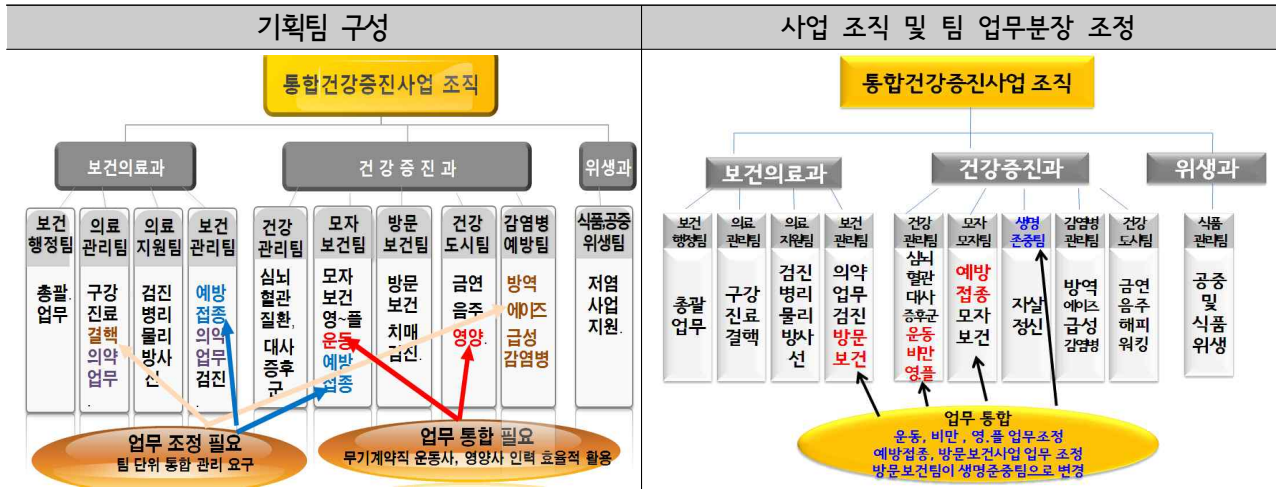 기획팀 구성
통합건강증진사업 조직
보건의료과
건 강 증 진 과
위생과
보건
행정팀
총괄.
업무
의료
관리팀
구강
진료
결핵
의약
업무
.
의료
지원팀
검진
병리
물리
방사
선
보건
관리팀
예방
접종
의약
업무
검진
건강
관리팀
심뇌
혈관
질환,
대사
증후
군
모자
보건팀
모자
보건
영~플
운동
예방
접종
방문
보건팀
방문
보건
치매
검진.
건강
도시팀
금연
음주
영양.
감염병
예방팀
방역
에이즈
급성
감염병
식품,공중
위생팀
저염
사업
지원.
업무 조정 필요
팀 단위 통합 관리 요구
업무 통합 필요
무기계약직 운동사, 영양사 인력 효율적 활용
사업 조직 및 팀 업무분장 조정
통합건강증진사업 조직
보건의료과
건강증진과
위생과
보건
행정팀
총괄
업무
의료
관리팀
구강
진료
결핵
의료
지원팀
검진
병리
물리
방사
선
보건
관리팀
의약
업무
검진
방문
보건
건강
관리팀
심뇌
혈관
대사
증후군
운동
비만
영.플
모자
모자팀
예방
접종
모자
보건
생명
존중팀
자살
정신
감염병
관리팀
방역
에이즈
급성
감염병
건강
도시팀
금연
음주
해피
워킹
식품
관리팀
공중
및
식품
위생
업무 통합
운동, 비만 , 영.플 업무조정
예방접종, 방문보건사업 업무 조정
방문보건팀이 생명준중팀으로 변경